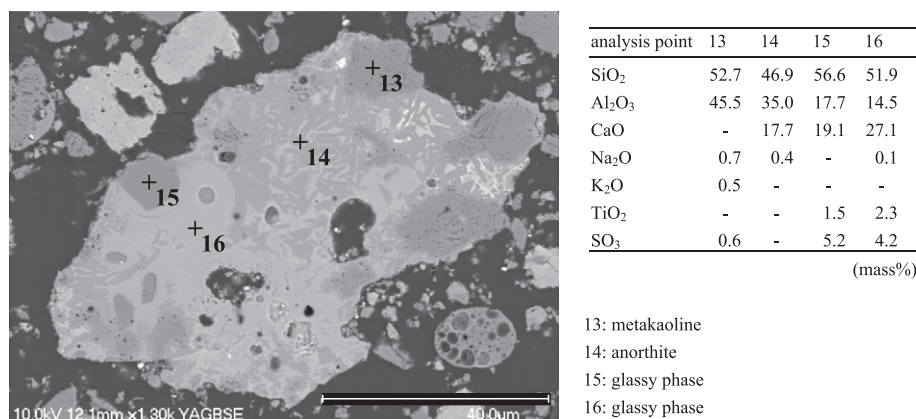 13
14
15
16
10.0kV 12.1mm x1.30k YAGBSE
40.0um
analysis point 13 14 15 16
SiO₂ 52.7 46.9 56.6 51.9
Al₂O₃ 45.5 35.0 17.7 14.5
CaO - 17.7 19.1 27.1
Na₂O 0.7 0.4 - 0.1
K₂O 0.5 - - -
TiO₂ - - 1.5 2.3
SO₃ 0.6 - 5.2 4.2
(mass%)
13: metakaoline
14: anorthite
15: glassy phase
16: glassy phase